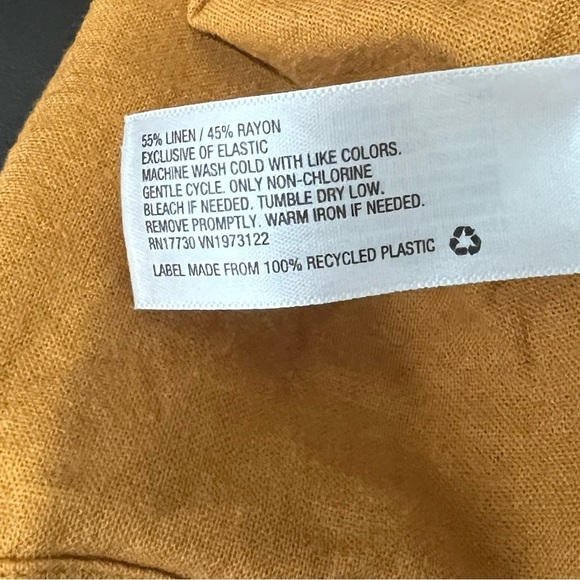 55% LINEN / 45% RAYON
EXCLUSIVE OF ELASTIC
MACHINE WASH COLD WITH LIKE COLORS.
GENTLE CYCLE. ONLY NON-CHLORINE
BLEACH IF NEEDED. TUMBLE DRY LOW.
REMOVE PROMPTLY. WARM IRON IF NEEDED.
RN17730 VN1973122
LABEL MADE FROM 100% RECYCLED PLASTIC